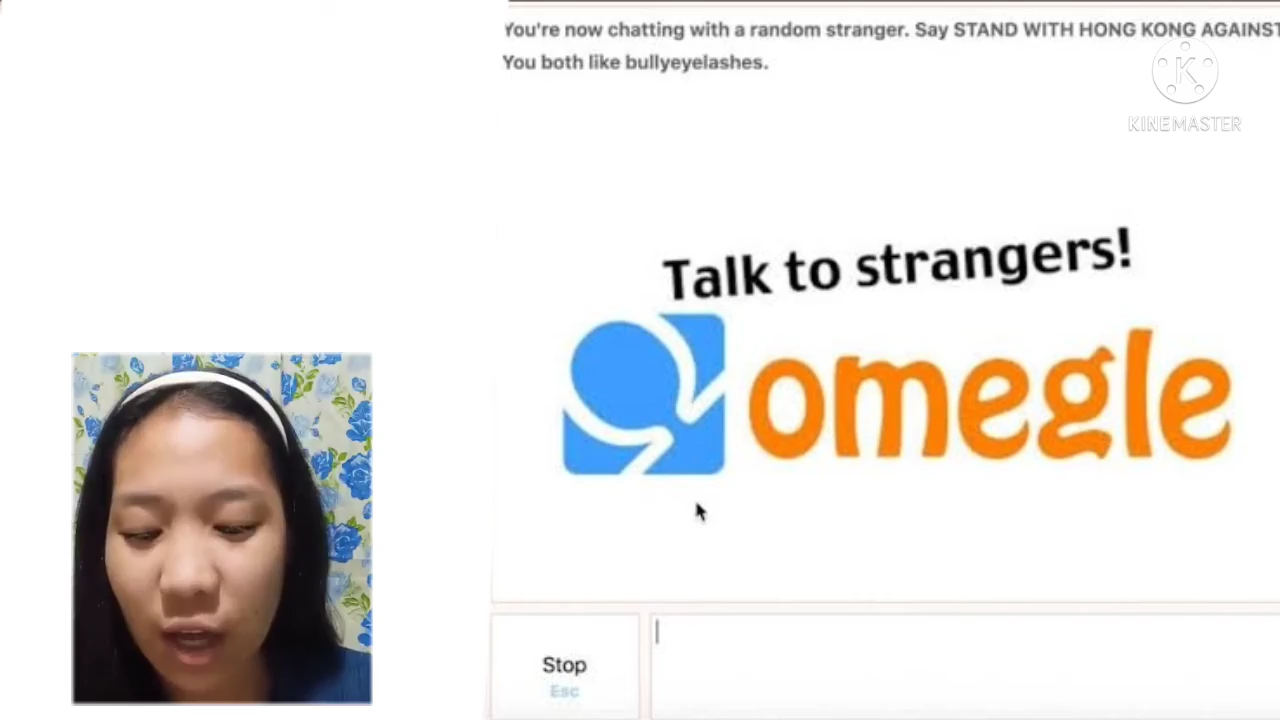 You're now chatting with a random stranger. Say STAND WITH HONG KONG AGAINST
You both like bullyeyelashes.
K
KINEMASTER
Talk to strangers!
omegle
Stop
Esc